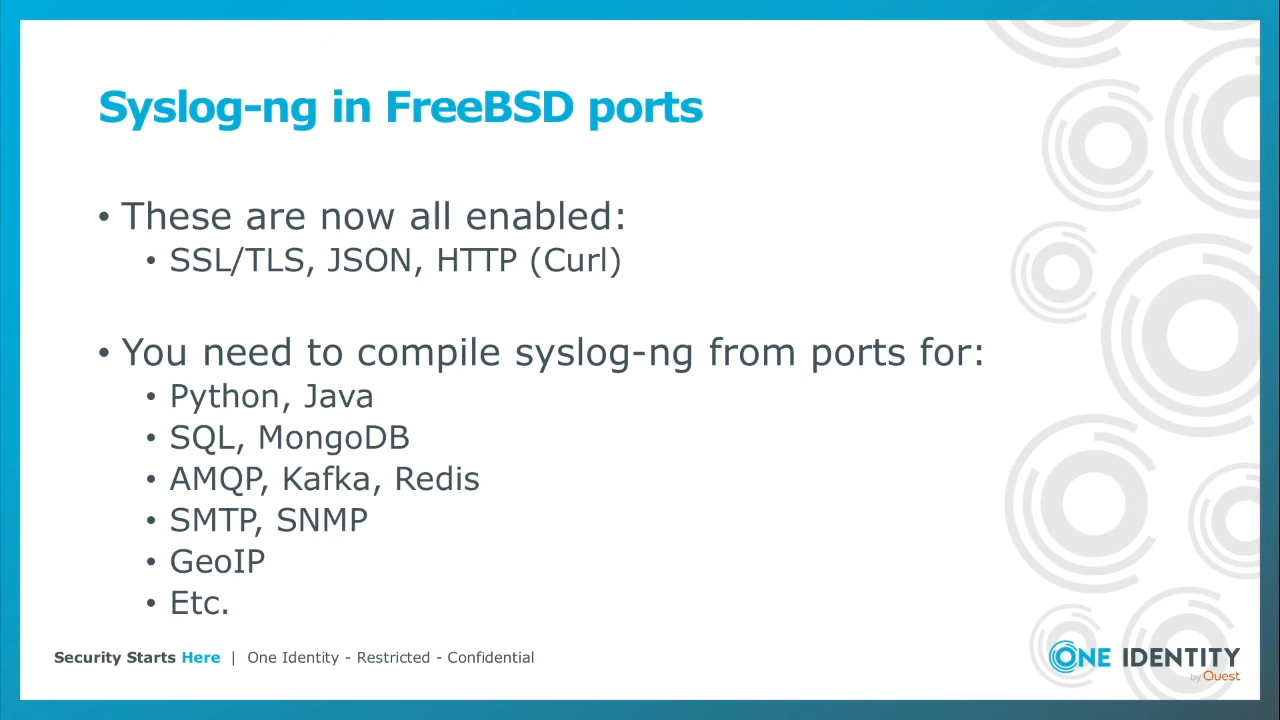 Syslog-ng in FreeBSD ports
• These are now all enabled:
• SSL/TLS, JSON, HTTP (Curl)
• You need to compile syslog-ng from ports for:
• Python, Java
• SQL, MongoDB
• AMQP, Kafka, Redis
• SMTP, SNMP
• GeoIP
• Etc.
Security Starts Here | One Identity - Restricted - Confidential
ONE IDENTITY
by Quest